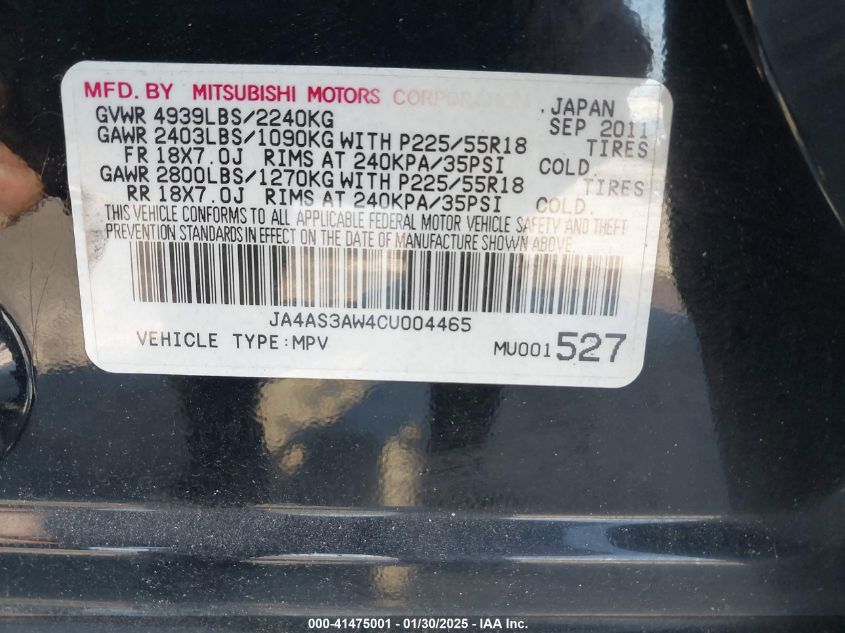 MFD. BY MITSUBISHI MOTORS CORPORATION, JAPAN
GVWR 4939LBS/2240KG SEP 2011
GAWR 2403LBS/1090KG WITH P225/55R18 TIRES
FR 18X7.0J RIMS AT 240KPA/35PSI COLD.
GAWR 2800LBS/1270KG WITH P225/55R18 TIRES
RR 18X7.0J RIMS AT 240KPA/35PSI COLD.
THIS VEHICLE CONFORMS TO ALL APPLICABLE FEDERAL MOTOR VEHICLE SAFETY AND THEFT
PREVENTION STANDARDS IN EFFECT ON THE DATE OF MANUFACTURE SHOWN ABOVE.
JA4AS3AW4CU004465
VEHICLE TYPE:MPV MU001527
000-41475001 - 01/30/2025 - IAA Inc.